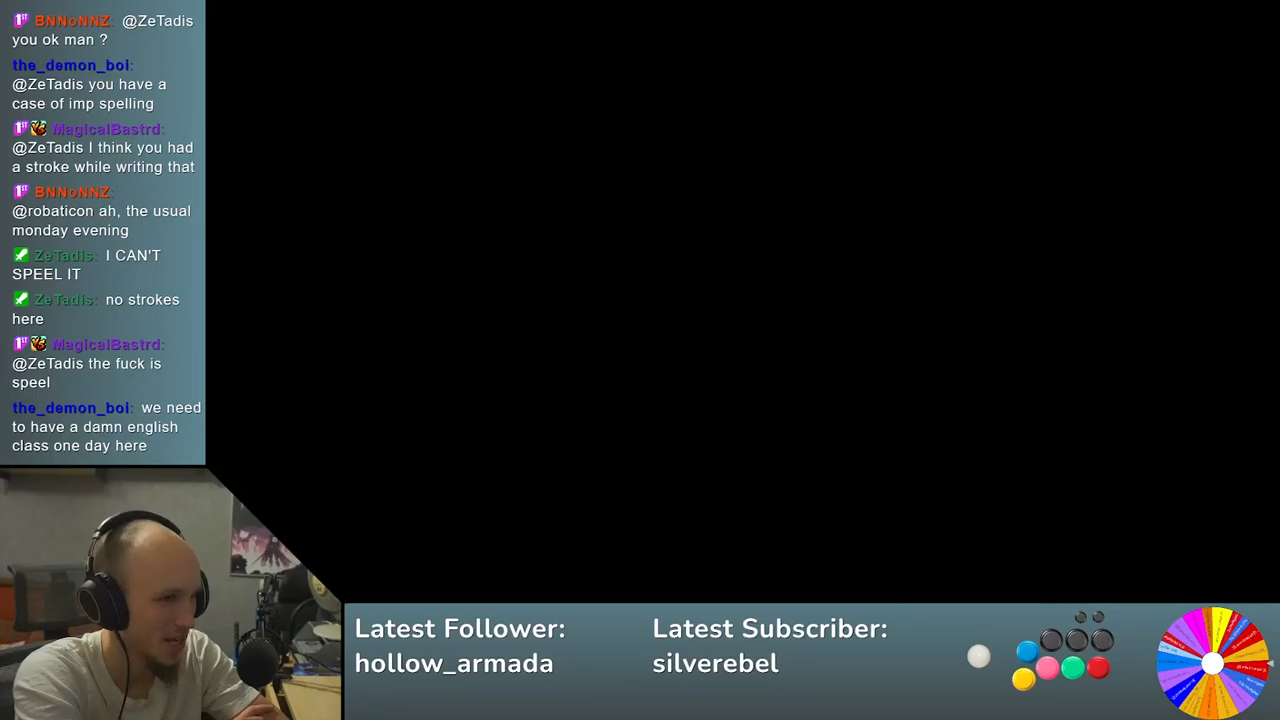 BNNoNNZ: @ZeTadis
you ok man ?
the_demon_boi:
@ZeTadis you have a
case of imp spelling
MagicalBastrd:
@ZeTadis I think you had
a stroke while writing that
BNNoNNZ:
@robaticon ah, the usual
monday evening
ZeTadis: I CAN'T
SPEEL IT
ZeTadis: no strokes
here
MagicalBastrd:
@ZeTadis the fuck is
speel
the_demon_boi: we need
to have a damn english
class one day here
Latest Follower:
hollow_armada
Latest Subscriber:
silverebel